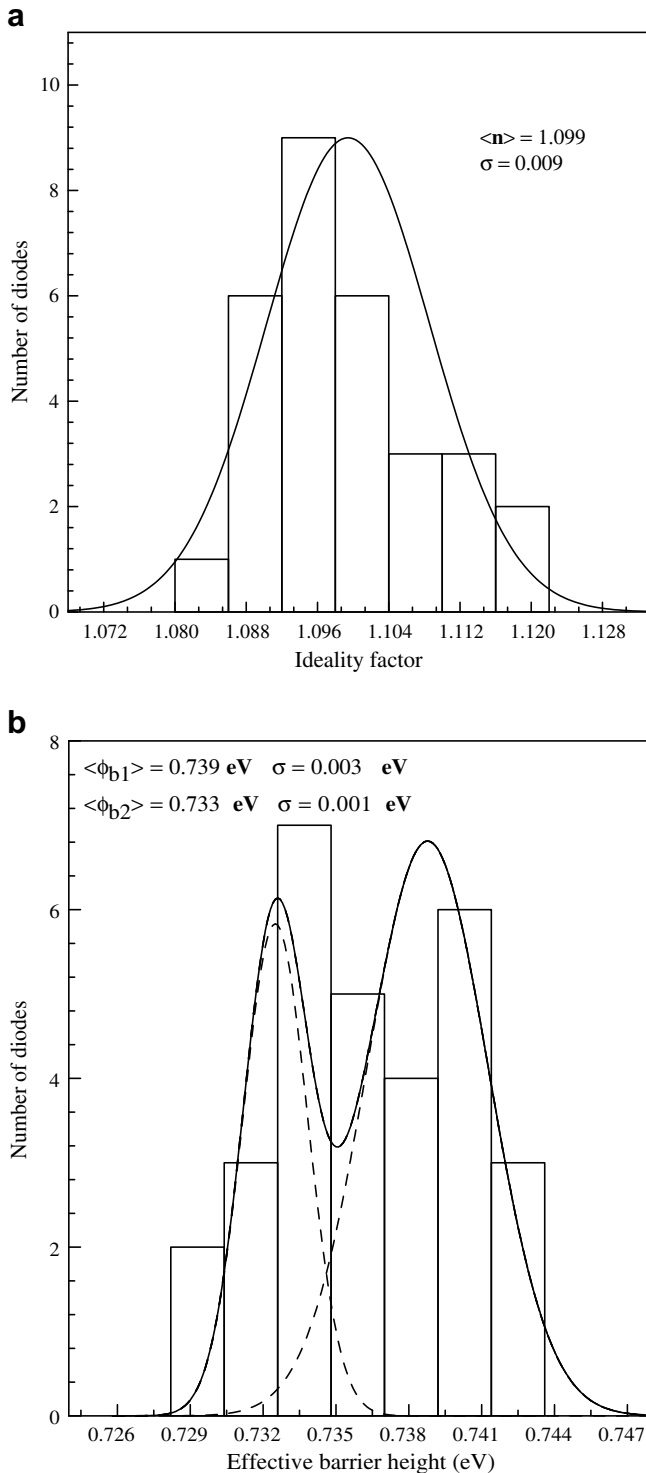 a
10
8
6
4
2
0
Number of diodes
<n> = 1.099
σ = 0.009
1.072 1.080 1.088 1.096 1.104 1.112 1.120 1.128
Ideality factor
b
8
6
4
2
0
Number of diodes
<ϕb1> = 0.739 eV σ = 0.003 eV
<ϕb2> = 0.733 eV σ = 0.001 eV
0.726 0.729 0.732 0.735 0.738 0.741 0.744 0.747
Effective barrier height (eV)